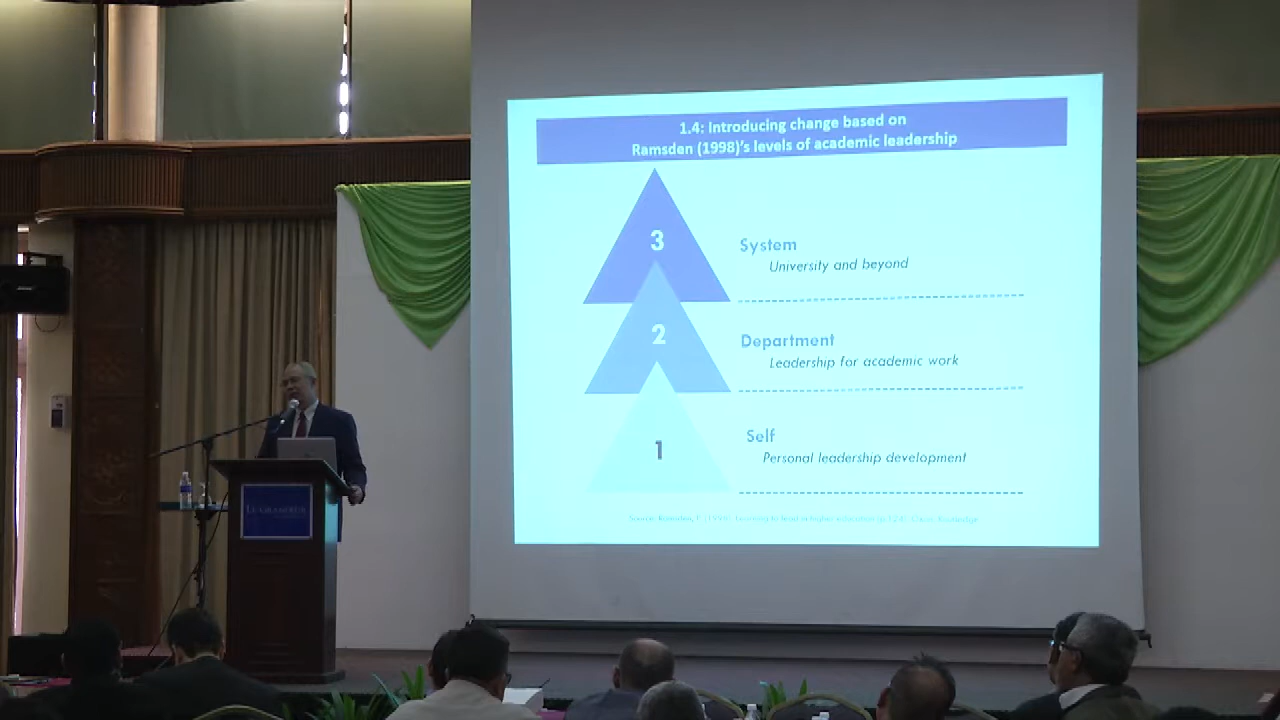 1.4: Introducing change based on
Ramsden (1998)'s levels of academic leadership
3
System
University and beyond
2
Department
Leadership for academic work
1
Self
Personal leadership development